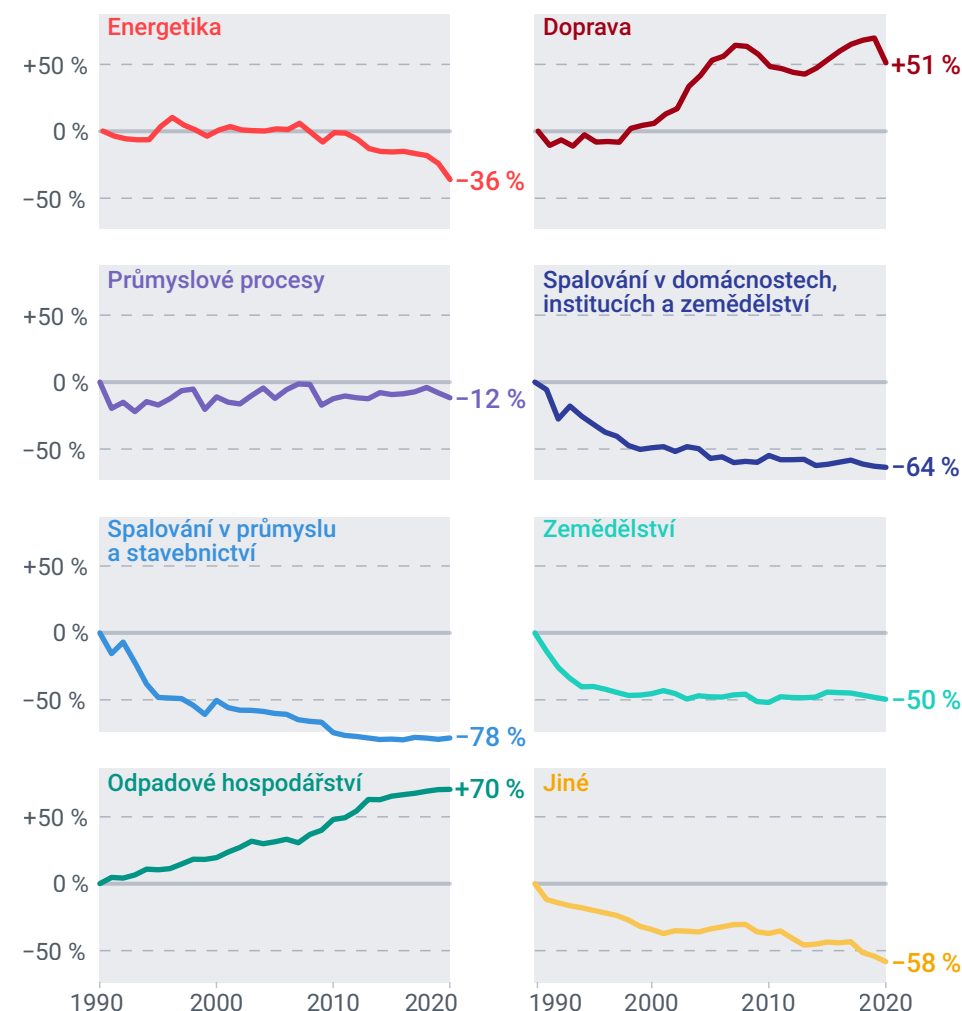 Energetika
+50 %
0 %
−50 %
−36 %
Doprava
+51 %
Průmyslové procesy
+50 %
0 %
−50 %
−12 %
Spalování v domácnostech,
institucích a zemědělství
−64 %
Spalování v průmyslu
a stavebnictví
+50 %
0 %
−50 %
−78 %
Zemědělství
−50 %
Odpadové hospodářství
+70 %
+50 %
0 %
−50 %
1990 2000 2010 2020
Jiné
−58 %
1990 2000 2010 2020